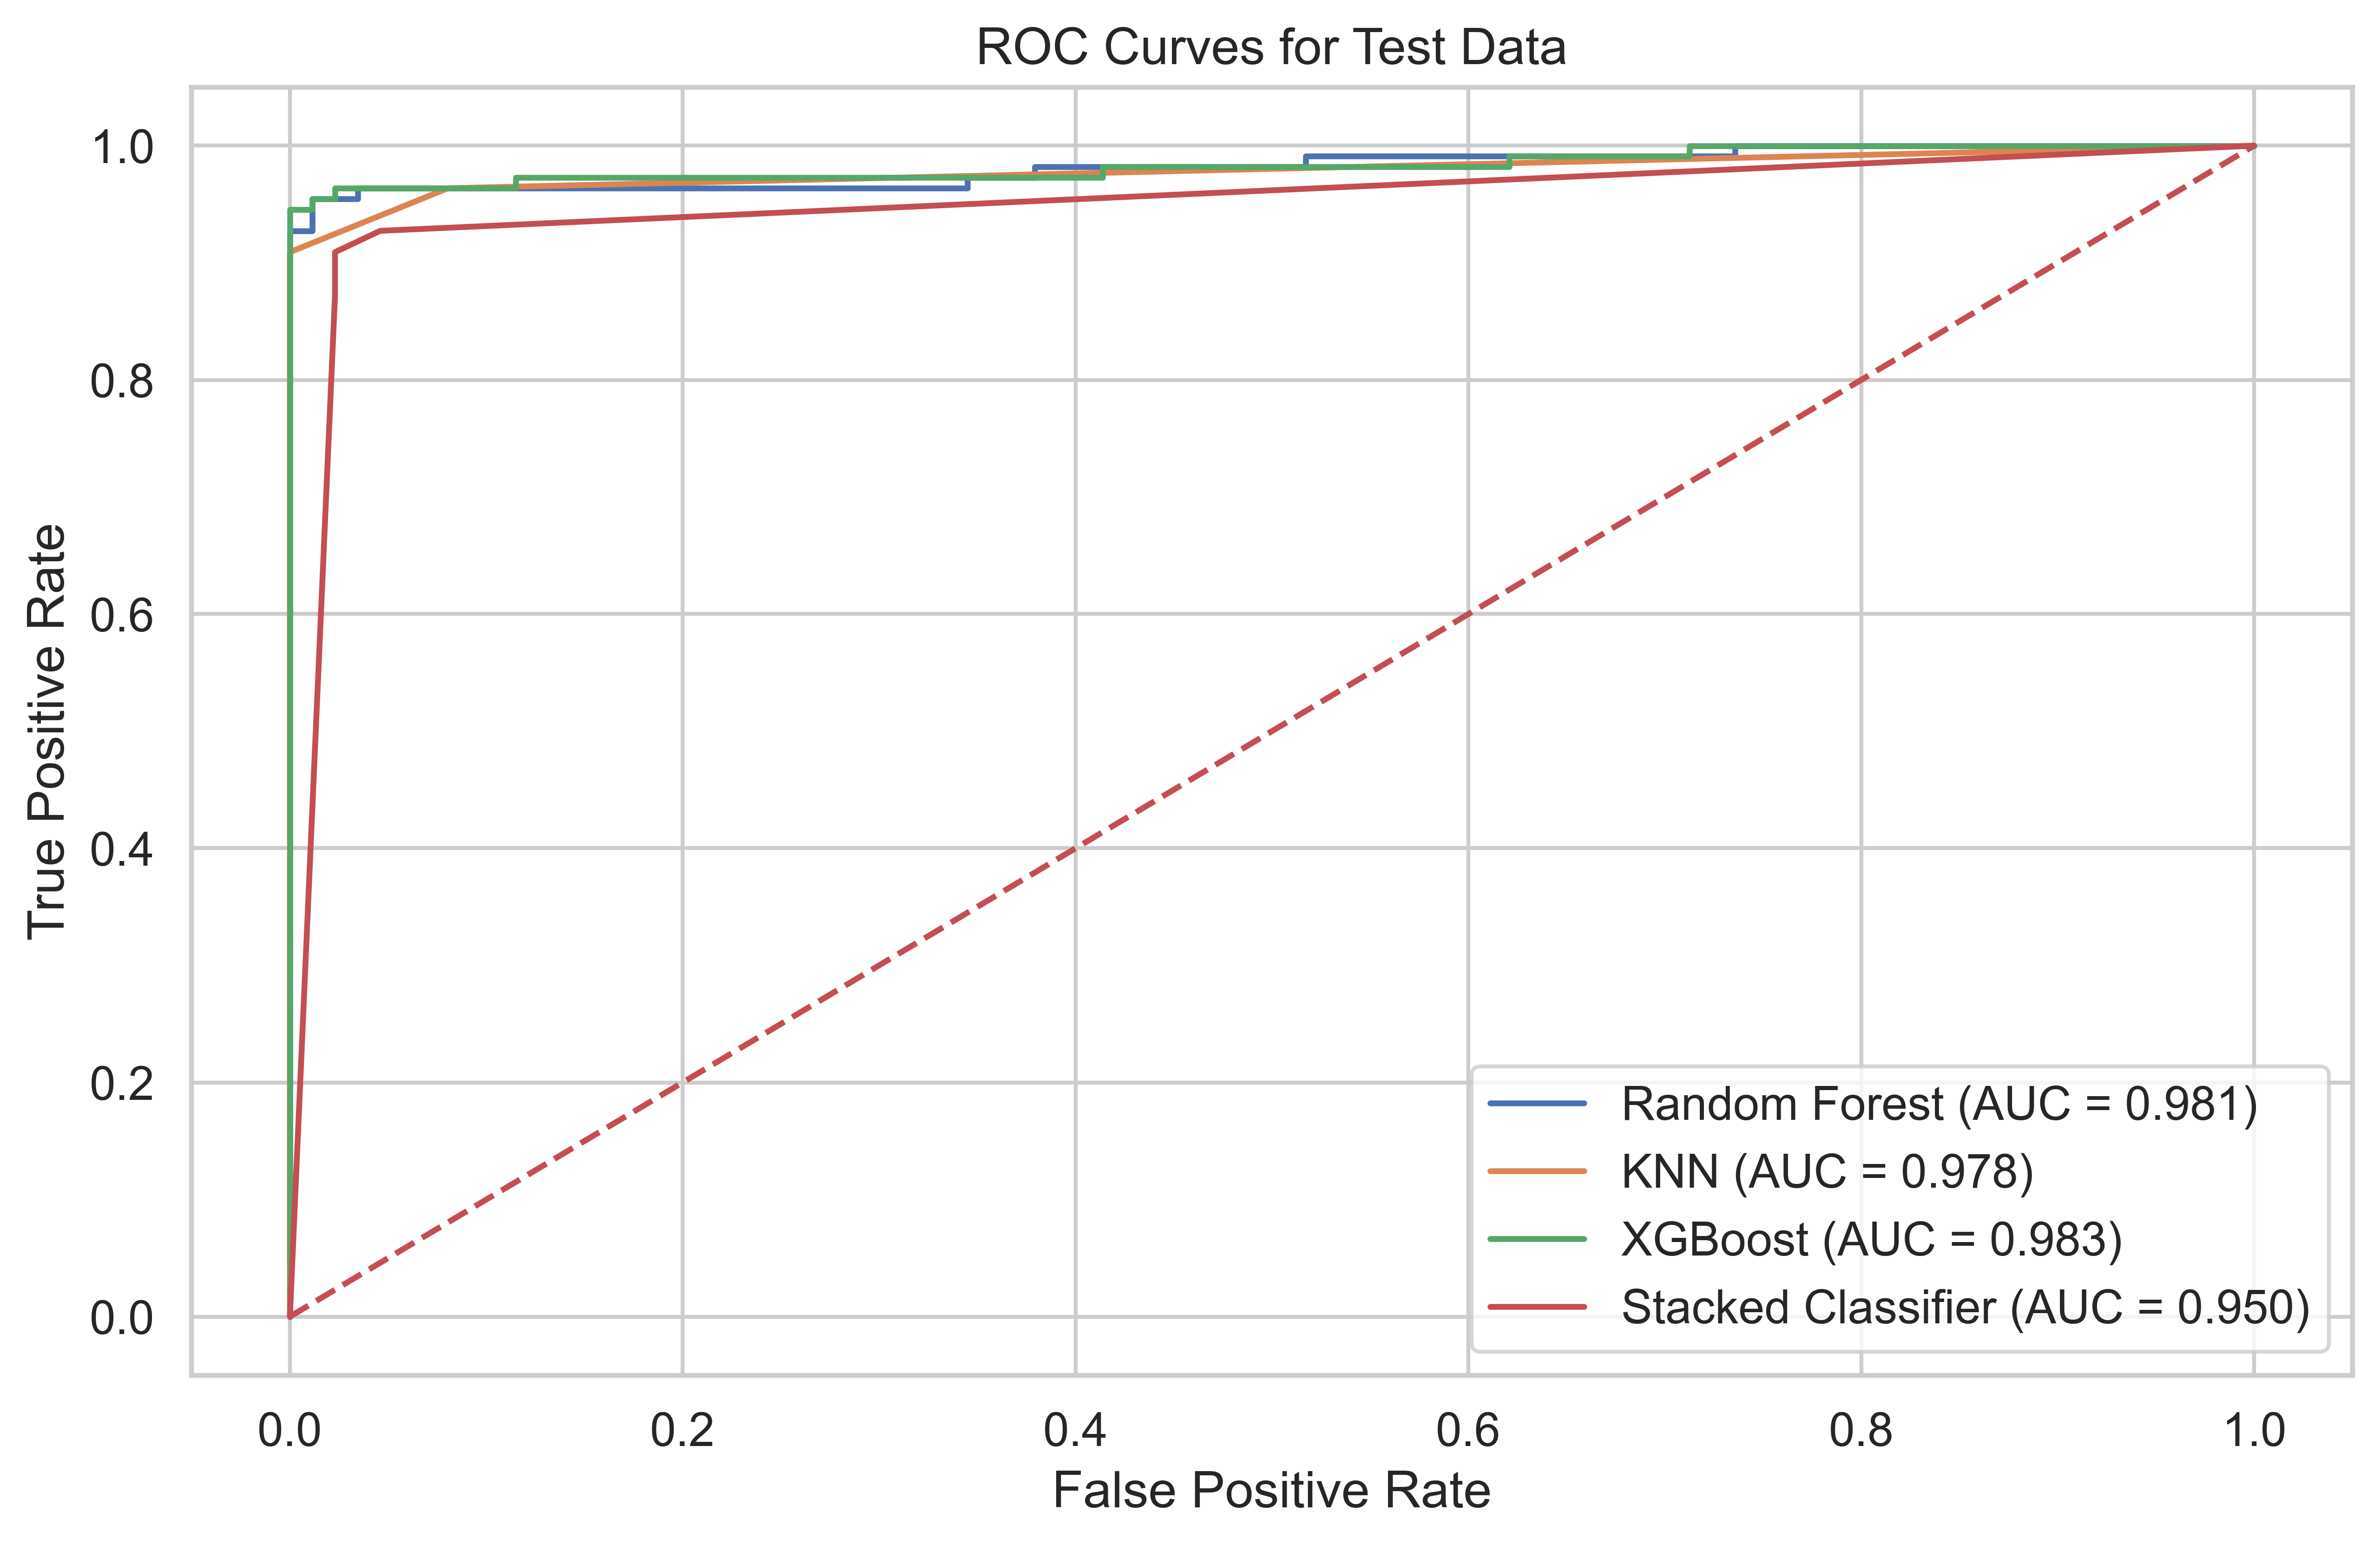 ROC Curves for Test Data
True Positive Rate
1.0
0.8
0.6
0.4
0.2
0.0
Random Forest (AUC = 0.981)
KNN (AUC = 0.978)
XGBoost (AUC = 0.983)
Stacked Classifier (AUC = 0.950)
0.0 0.2 0.4 0.6 0.8 1.0
False Positive Rate